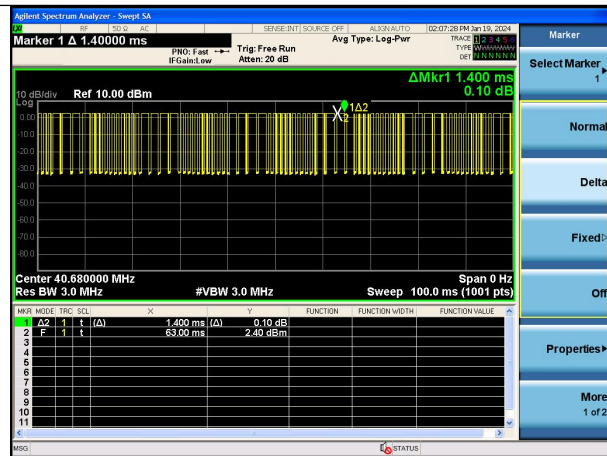 Agilent Spectrum Analyzer - Swept SA
RF 50 Ω AC SENSE:INT SOURCE OFF ALIGN AUTO 02:07:28 PM Jan 19, 2024
Marker 1 Δ 1.40000 ms
PNO: Fast
IFGain:Low
Trig: Free Run
Atten: 20 dB
Avg Type: Log-Pwr
TRACE 1 2 3 4 5 6
TYPE
DET N N N N N N
ΔMkr1 1.400 ms
0.10 dB
10 dB/div Ref 10.00 dBm
Log
0.00
-10.0
-20.0
-30.0
-40.0
-50.0
-60.0
-70.0
-80.0
1Δ2
2
Center 40.680000 MHz Span 0 Hz
Res BW 3.0 MHz #VBW 3.0 MHz Sweep 100.0 ms (1001 pts)
MKR MODE TRC SCL X Y FUNCTION FUNCTION WIDTH FUNCTION VALUE
1 Δ2 1 t (Δ) 1.400 ms (Δ) 0.10 dB
2 F 1 t 63.00 ms 2.40 dBm
3
4
5
6
7
8
9
10
11
MSG STATUS
Marker
Select Marker
1
Normal
Delta
Fixed
Off
Properties
More
1 of 2